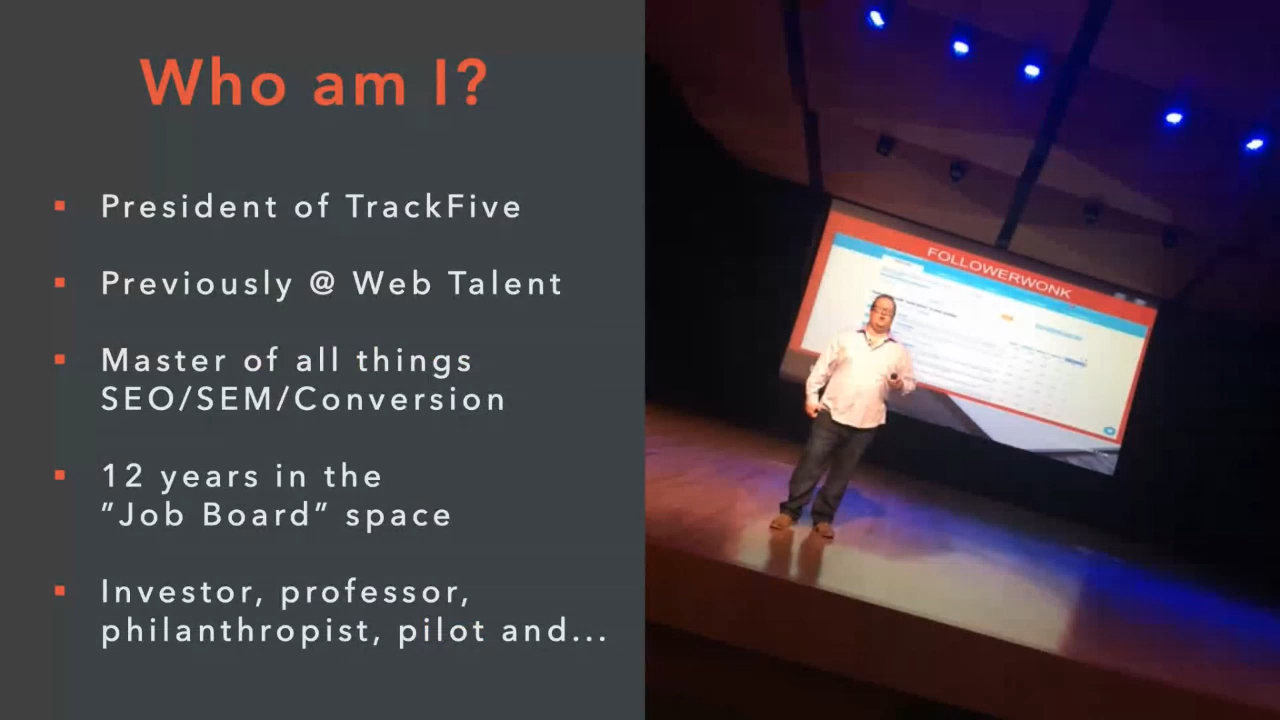 Who am I?
President of TrackFive
Previously @ Web Talent
Master of all things
SEO/SEM/Conversion
12 years in the
"Job Board" space
Investor, professor,
philanthropist, pilot and...
FOLLOWERWONK